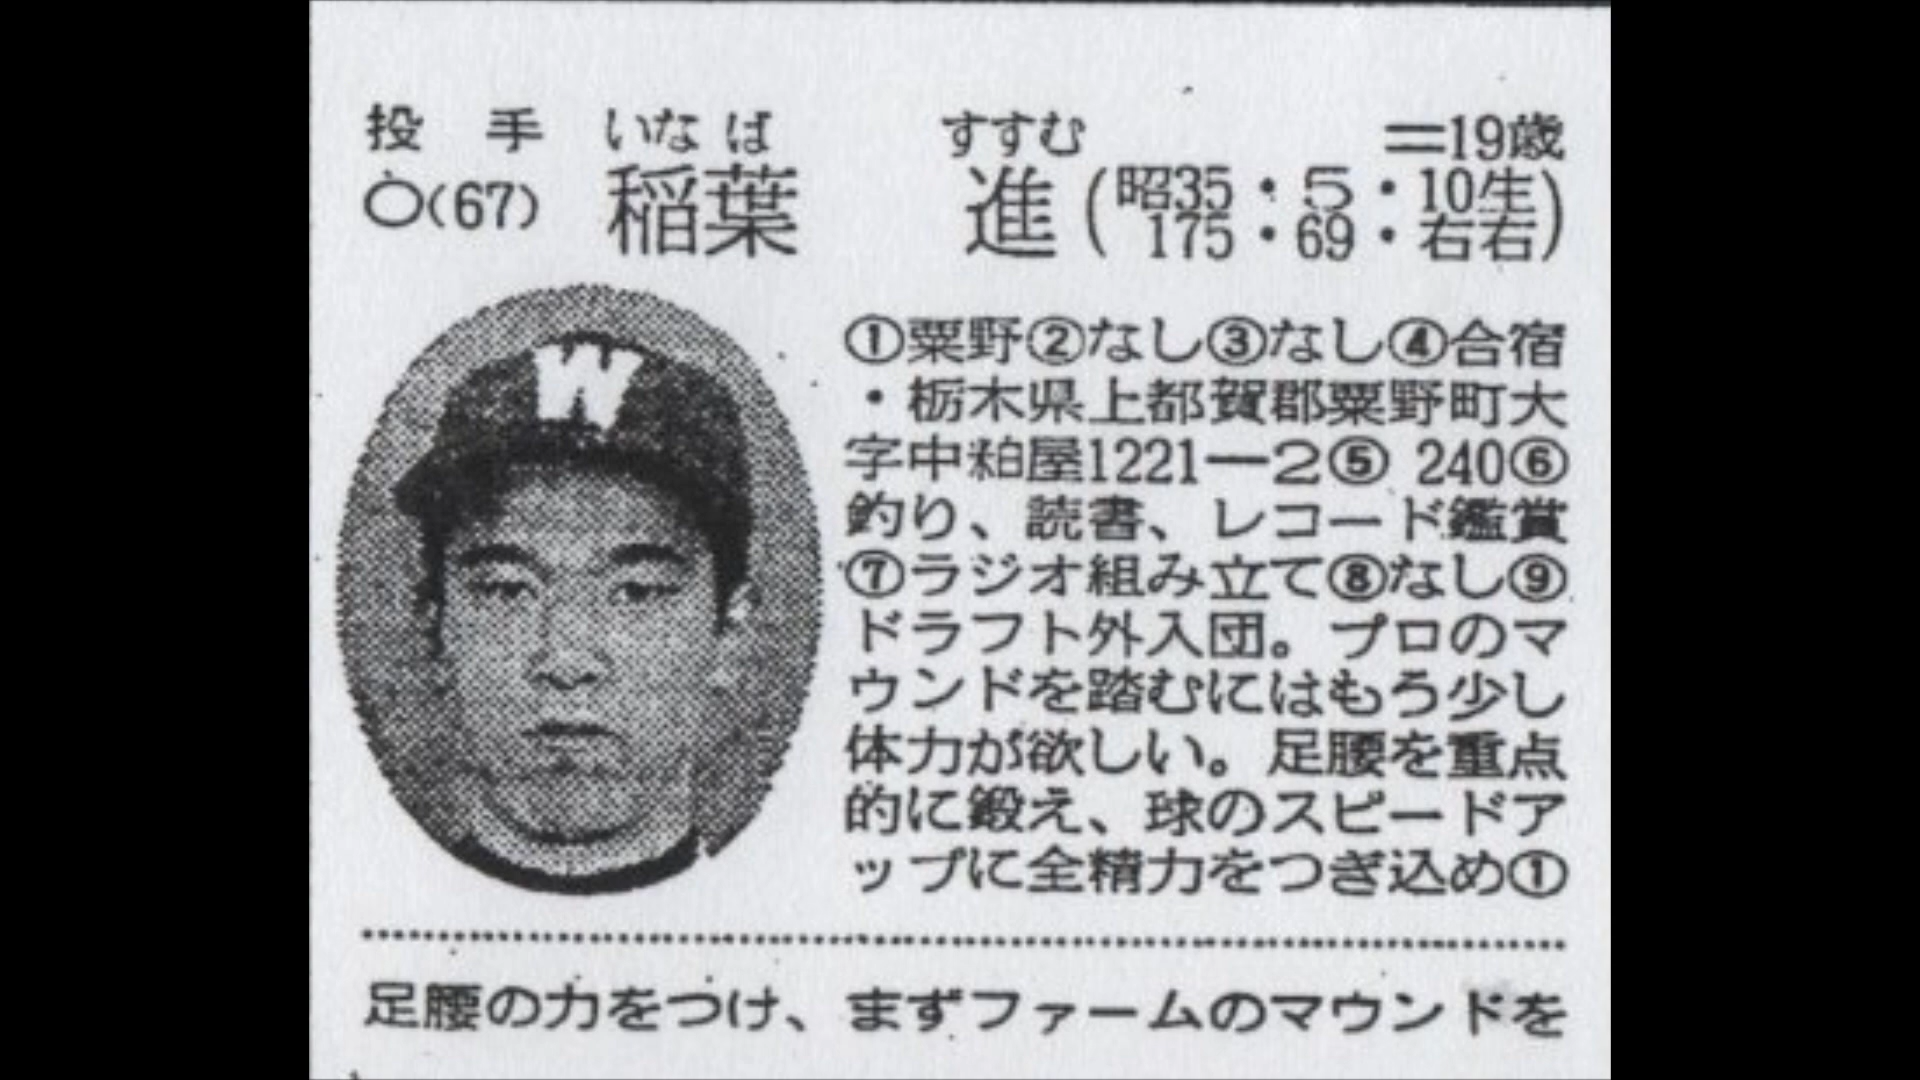 投手 いなば すすむ =19歳
○(67) 稲葉 進 (昭35・5・10生
175・69・右右)
W
①粟野②なし③なし④合宿
・栃木県上都賀郡粟野町大
字中粕屋1221ー2⑤ 240⑥
釣り、読書、レコード鑑賞
⑦ラジオ組み立て⑧なし⑨
ドラフト外入団。プロのマ
ウンドを踏むにはもう少し
体力が欲しい。足腰を重点
的に鍛え、球のスピードア
ップに全精力をつぎ込め①
足腰の力をつけ、まずファームのマウンドを